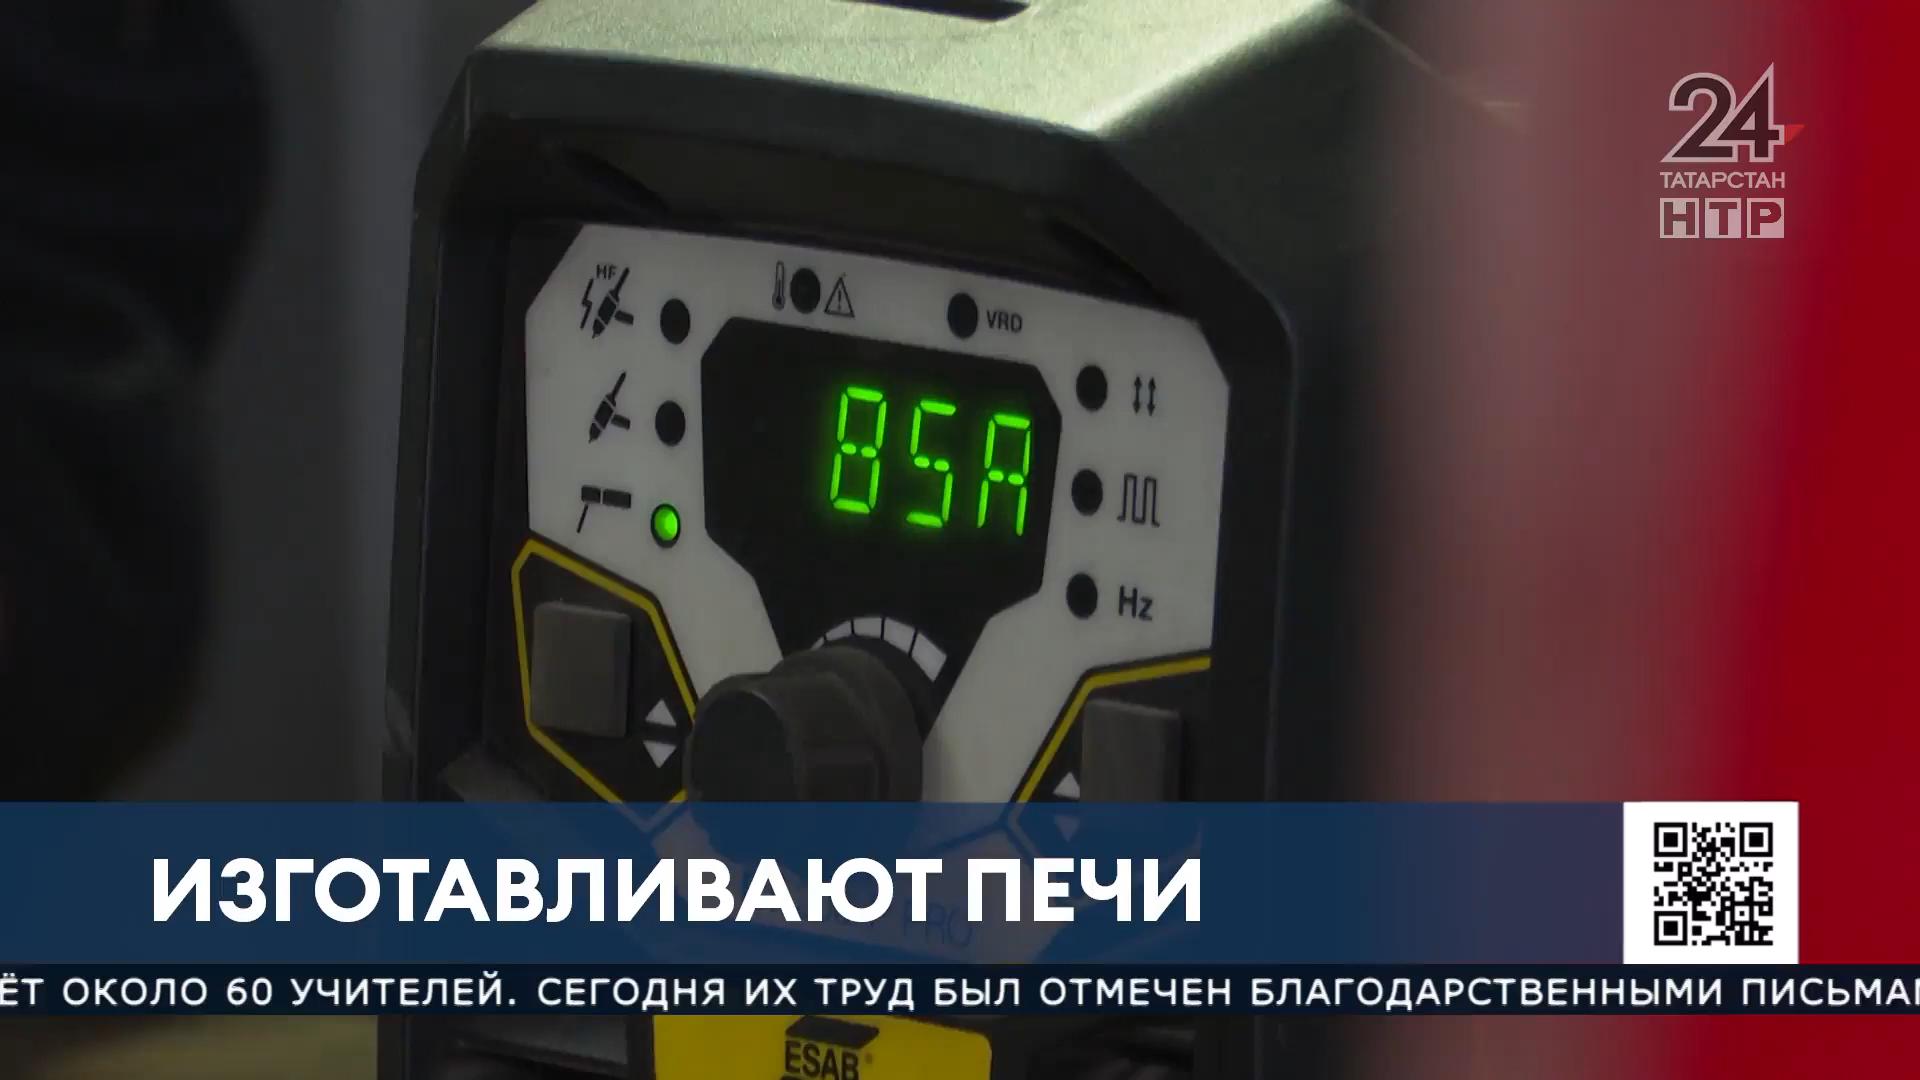 24
ТАТАРСТАН
НТР
HF
VRD
85A
Hz
ИЗГОТАВЛИВАЮТ ПЕЧИ
PRO
ЁТ ОКОЛО 60 УЧИТЕЛЕЙ. СЕГОДНЯ ИХ ТРУД БЫЛ ОТМЕЧЕН БЛАГОДАРСТВЕННЫМИ ПИСЬМАМ
ESAB